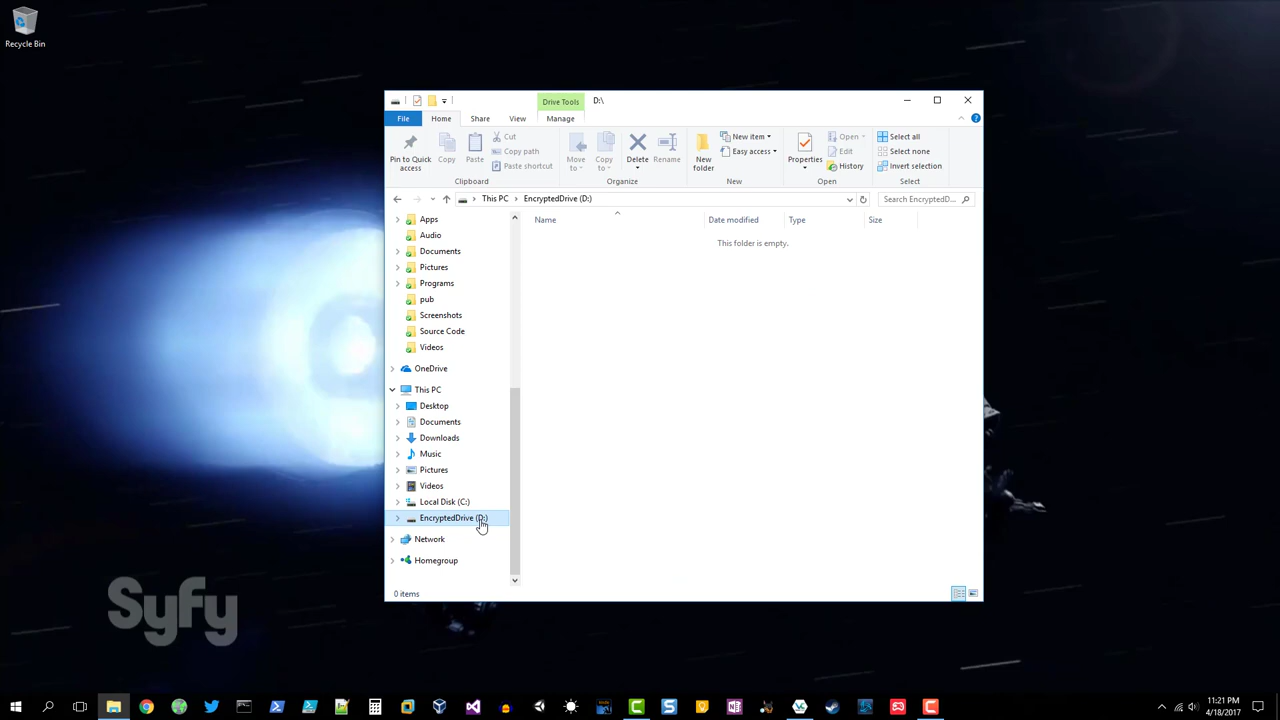 Recycle Bin
Drive Tools
D:\
File
Home
Share
View
Manage
Pin to Quick
access
Copy
Paste
Cut
Copy path
Paste shortcut
Clipboard
Move
to
Copy
to
Delete
Rename
Organize
New
folder
New item
Easy access
New
Properties
Open
Edit
History
Open
Select all
Select none
Invert selection
Select
This PC
EncryptedDrive (D:)
Search EncryptedD...
Name
Date modified
Type
Size
This folder is empty.
Apps
Audio
Documents
Pictures
Programs
pub
Screenshots
Source Code
Videos
OneDrive
This PC
Desktop
Documents
Downloads
Music
Pictures
Videos
Local Disk (C:)
EncryptedDrive (D:)
Network
Homegroup
0 items
Syfy
11:21 PM
4/18/2017